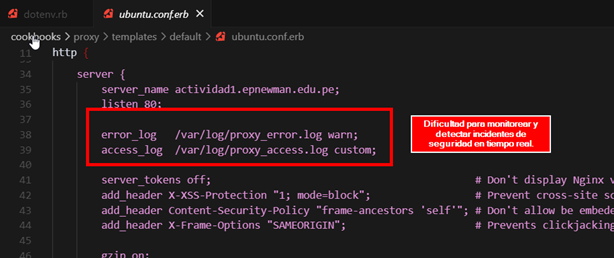 dotenv.rb
ubuntu.conf.erb
cookbooks > proxy > templates > default > ubuntu.conf.erb
11 http {
34 server {
35 server_name actividad1.epnewman.edu.pe;
36 listen 80;
37
38 error_log /var/log/proxy_error.log warn;
39 access_log /var/log/proxy_access.log custom;
40
41 server_tokens off; # Don't display Nginx v
42 add_header X-XSS-Protection "1; mode=block"; # Prevent cross-site sc
43 add_header Content-Security-Policy "frame-ancestors 'self'"; # Don't allow be embede
44 add_header X-Frame-Options "SAMEORIGIN"; # Prevents clickjacking
45
46 gzip on;
Dificultad para monitorear y
detectar incidentes de
seguridad en tiempo real.